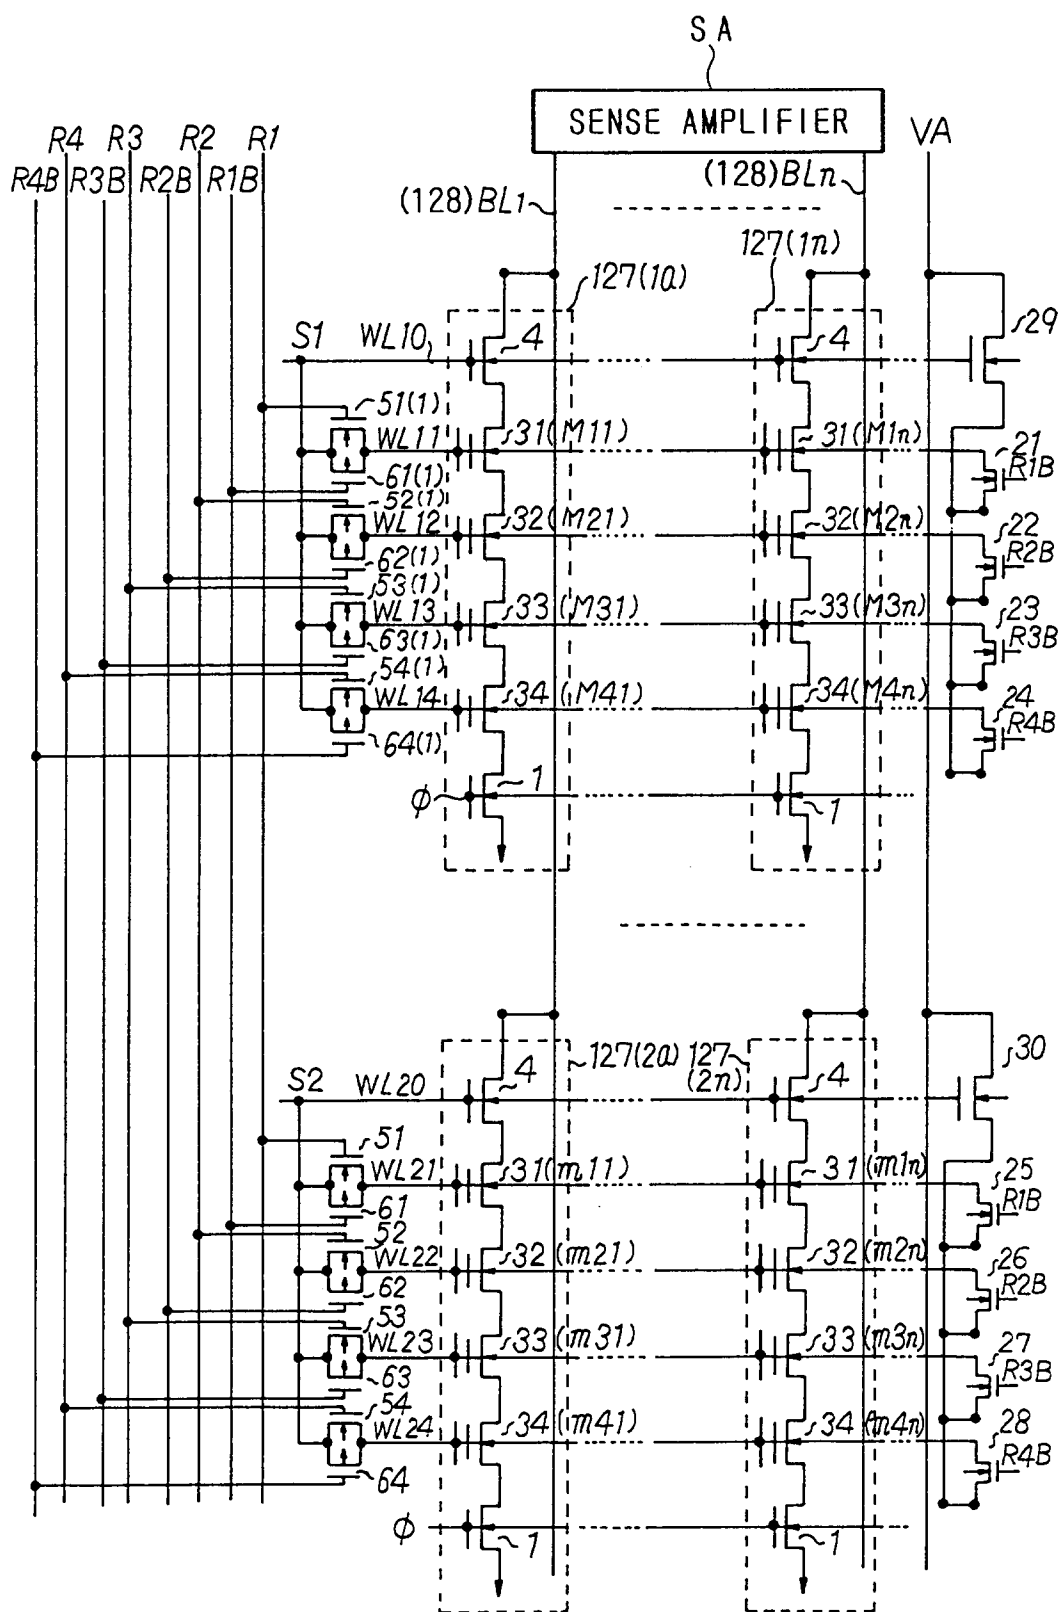 SA
SENSE AMPLIFIER
VA
R4 R3 R2 R1
R4B R3B R2B R1B
(128)BL1
(128)BLn
127(1a)
127(1n)
S1
WL10
4
4
29
51(1)
WL11
31(M11)
31(M1n)
21
R1B
61(1)
52(1)
WL12
32(M21)
32(M2n)
22
R2B
62(1)
53(1)
WL13
33(M31)
33(M3n)
23
R3B
63(1)
54(1)
WL14
34(M41)
34(M4n)
24
R4B
64(1)
φ
1
1
127(2a)
127
(2n)
S2
WL20
4
4
30
51
WL21
31(m11)
31(m1n)
25
R1B
61
52
WL22
32(m21)
32(m2n)
26
R2B
62
53
WL23
33(m31)
33(m3n)
27
R3B
63
54
WL24
34(m41)
34(m4n)
28
R4B
64
φ
1
1